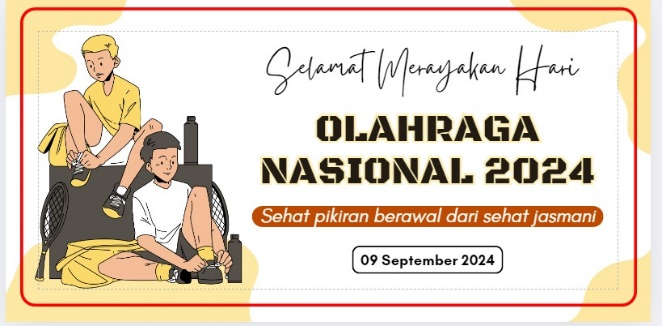 Selamat Merayakan Hari
OLAHRAGA
NASIONAL 2024
Sehat pikiran berawal dari sehat jasmani
09 September 2024